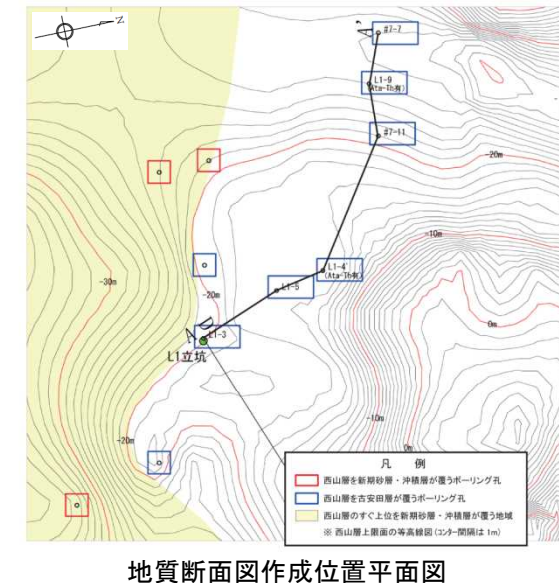 N
A'
#7-7
L1-9
(Ata-Th有)
#7-11
-20m
-10m
L1-4'
(Ata-Th有)
-30m
L1-5
-20m
0m
A
L1-3
L1立坑
-10m
-20m
0m
凡 例
西山層を新期砂層・沖積層が覆うボーリング孔
西山層を古安田層が覆うボーリング孔
西山層のすぐ上位を新期砂層・沖積層が覆う地域
※ 西山層上限面の等高線図(コンター間隔は1m)
地質断面図作成位置平面図